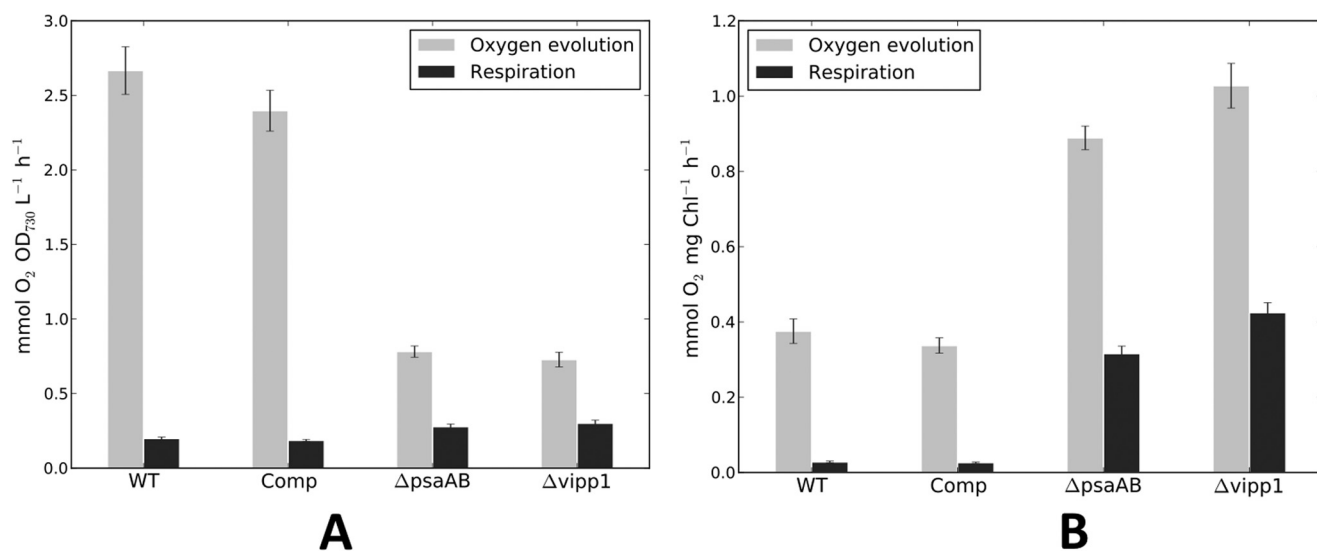 3.0
2.5
2.0
1.5
1.0
0.5
0.0
mmol O₂ OD₇₃₀ L⁻¹ h⁻¹
Oxygen evolution
Respiration
WT Comp ΔpsaAB Δvipp1
A
1.2
1.0
0.8
0.6
0.4
0.2
0.0
mmol O₂ mg Chl⁻¹ h⁻¹
Oxygen evolution
Respiration
WT Comp ΔpsaAB Δvipp1
B